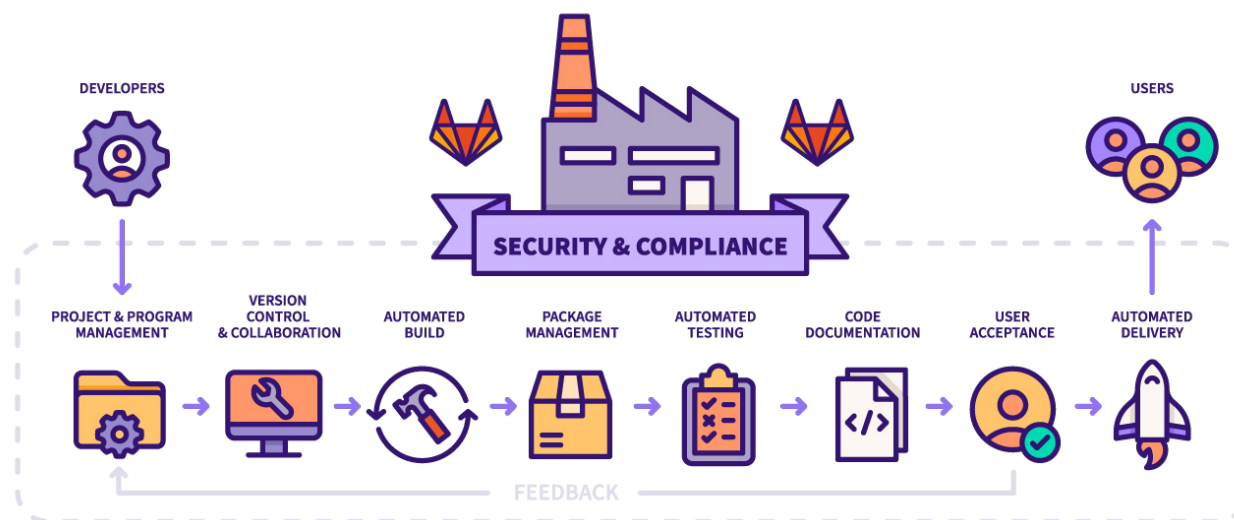 DEVELOPERS
USERS
SECURITY & COMPLIANCE
PROJECT & PROGRAM
MANAGEMENT
VERSION
CONTROL
& COLLABORATION
AUTOMATED
BUILD
PACKAGE
MANAGEMENT
AUTOMATED
TESTING
CODE
DOCUMENTATION
USER
ACCEPTANCE
AUTOMATED
DELIVERY
</>
FEEDBACK